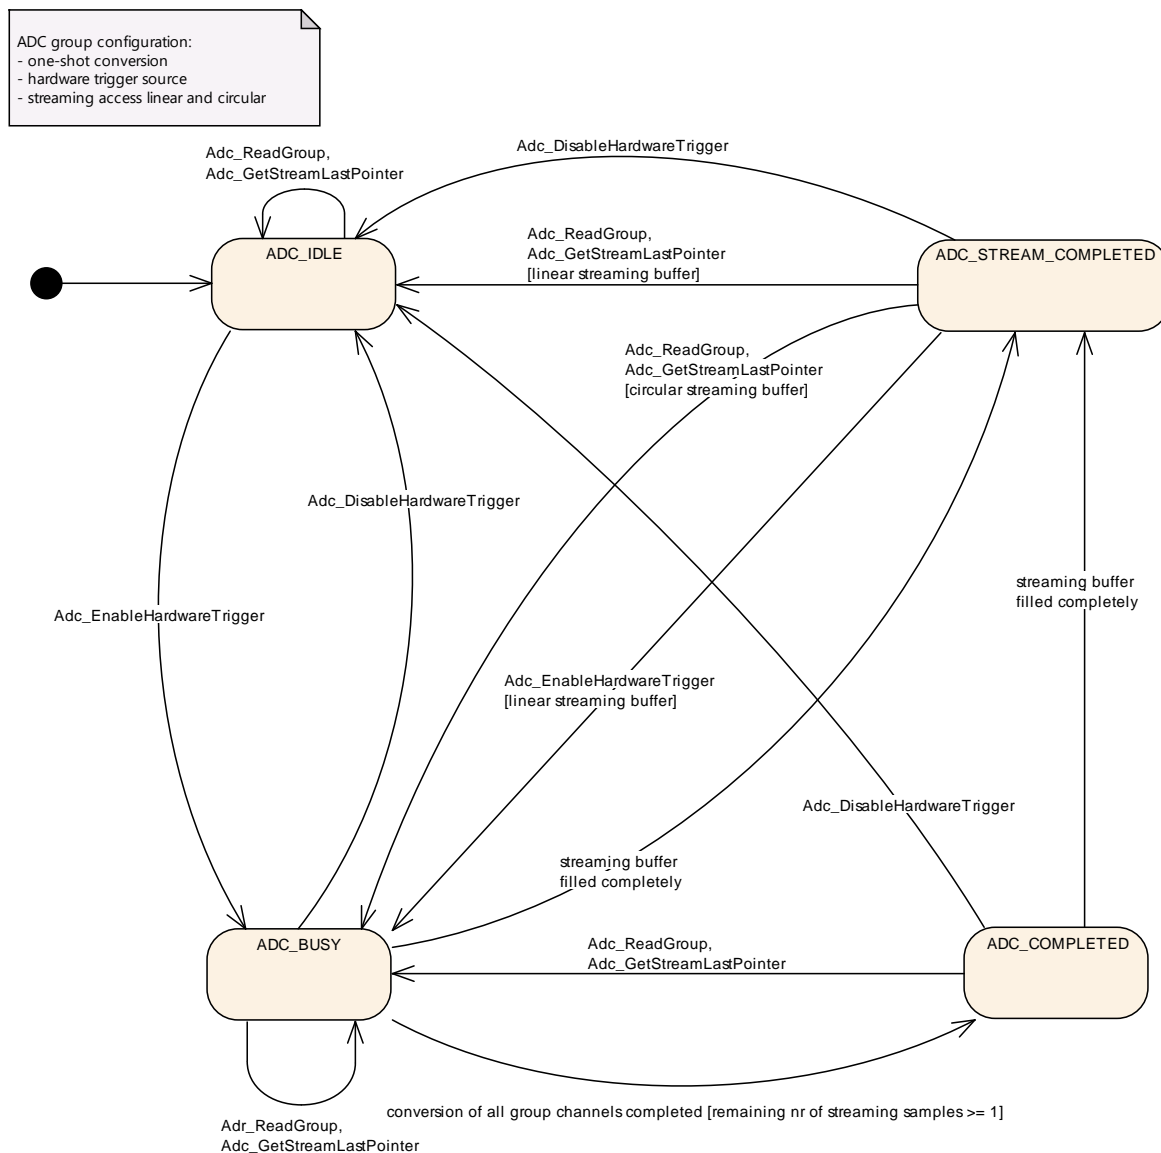 ADC group configuration:
- one-shot conversion
- hardware trigger source
- streaming access linear and circular
Adc_DisableHardwareTrigger
Adc_ReadGroup,
Adc_GetStreamLastPointer
ADC_IDLE
Adc_ReadGroup,
Adc_GetStreamLastPointer
[linear streaming buffer]
ADC_STREAM_COMPLETED
Adc_ReadGroup,
Adc_GetStreamLastPointer
[circular streaming buffer]
Adc_DisableHardwareTrigger
streaming buffer
filled completely
Adc_EnableHardwareTrigger
Adc_EnableHardwareTrigger
[linear streaming buffer]
Adc_DisableHardwareTrigger
streaming buffer
filled completely
ADC_BUSY
Adc_ReadGroup,
Adc_GetStreamLastPointer
ADC_COMPLETED
conversion of all group channels completed [remaining nr of streaming samples >= 1]
Adr_ReadGroup,
Adc_GetStreamLastPointer